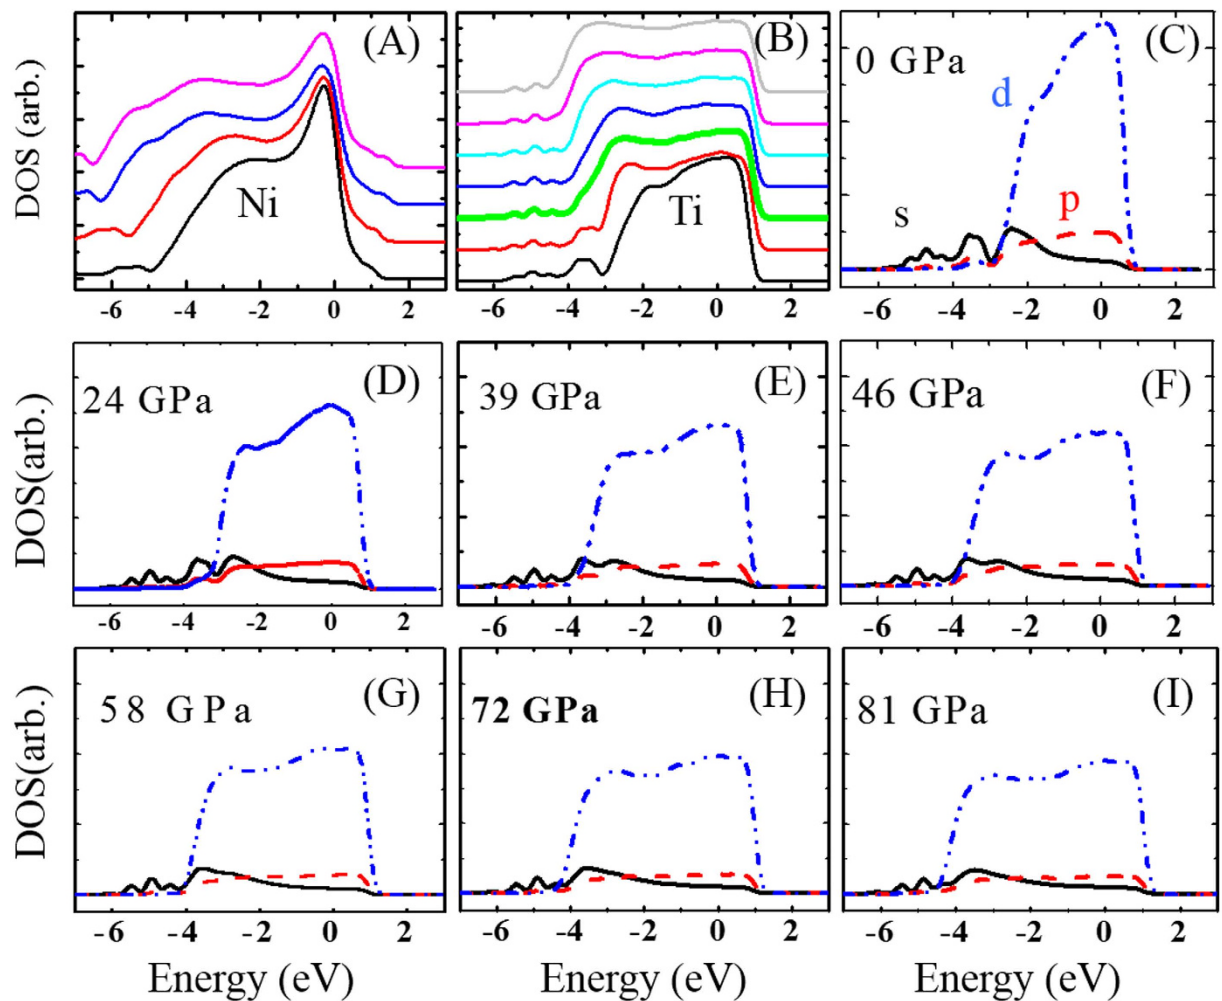 DOS (arb.)
(A)
Ni
-6 -4 -2 0 2
(B)
Ti
-6 -4 -2 0 2
(C)
0 GPa
d
s
p
-6 -4 -2 0 2
DOS(arb.)
24 GPa
(D)
-6 -4 -2 0 2
39 GPa
(E)
-6 -4 -2 0 2
46 GPa
(F)
-6 -4 -2 0 2
DOS(arb.)
58 GPa
(G)
-6 -4 -2 0 2
Energy (eV)
72 GPa
(H)
-6 -4 -2 0 2
Energy (eV)
81 GPa
(I)
-6 -4 -2 0 2
Energy (eV)